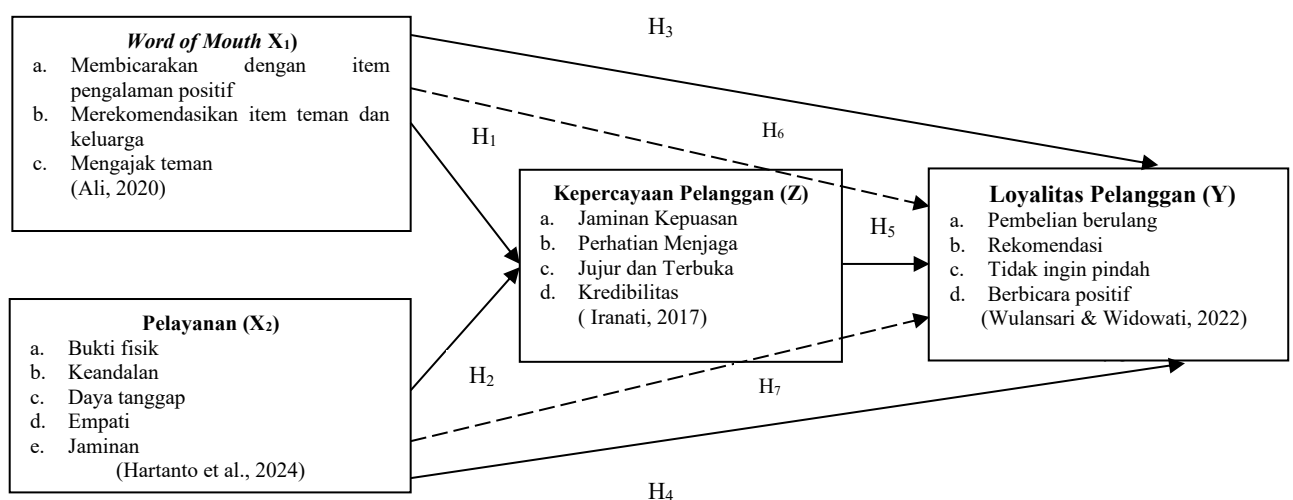 Word of Mouth X₁)
a. Membicarakan dengan item
pengalaman positif
b. Merekomendasikan item teman dan
keluarga
c. Mengajak teman
(Ali, 2020)
Pelayanan (X₂)
a. Bukti fisik
b. Keandalan
c. Daya tanggap
d. Empati
e. Jaminan
(Hartanto et al., 2024)
H₁
H₂
Kepercayaan Pelanggan (Z)
a. Jaminan Kepuasan
b. Perhatian Menjaga
c. Jujur dan Terbuka
d. Kredibilitas
( Iranati, 2017)
H₃
H₆
H₅
H₇
H₄
Loyalitas Pelanggan (Y)
a. Pembelian berulang
b. Rekomendasi
c. Tidak ingin pindah
d. Berbicara positif
(Wulansari & Widowati, 2022)